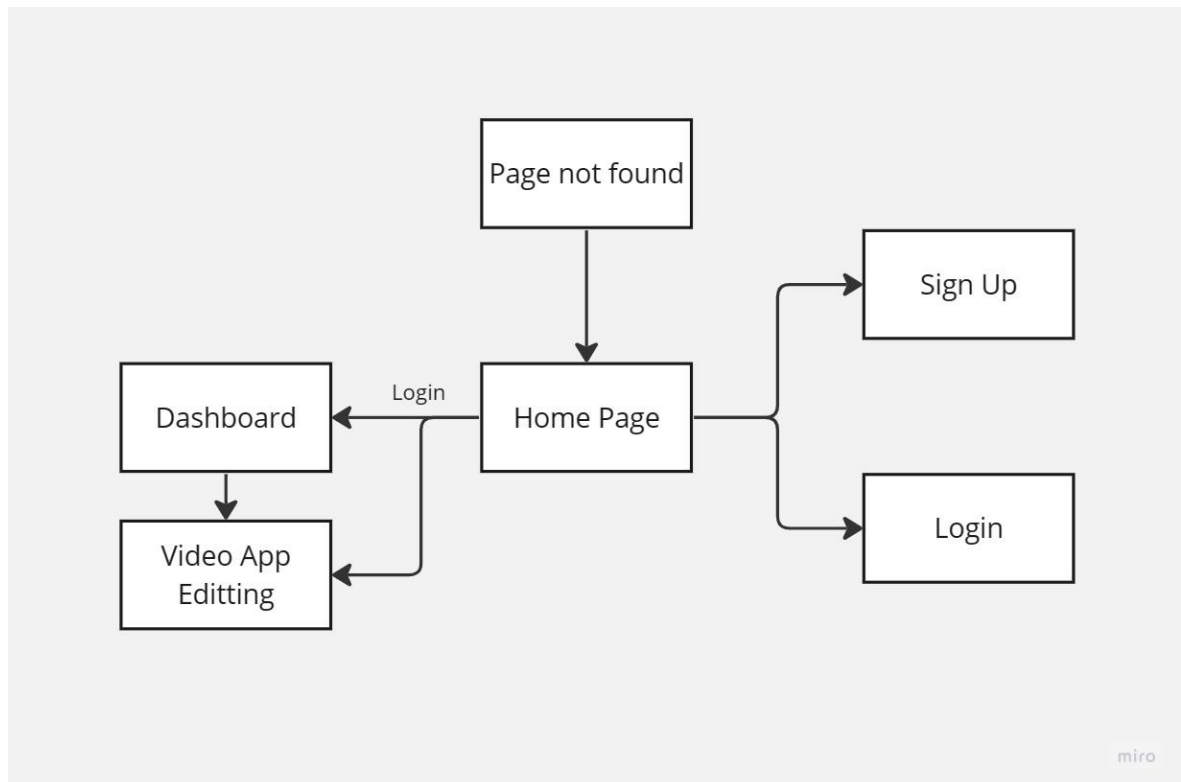 Page not found
Sign Up
Login
Dashboard
Home Page
Video App
Editting
Login
miro